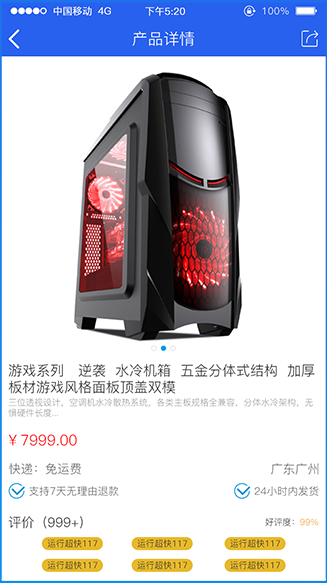 中国移动 4G 下午5:20 100%
产品详情
游戏系列 逆袭 水冷机箱 五金分体式结构 加厚
板材游戏风格面板顶盖双模
三位透视设计，空调机水冷散热系统，各类主板规格全兼容，分体水冷架构，无
惧硬件长度...
¥ 7999.00
快递：免运费 广东广州
支持7天无理由退款 24小时内发货
评价（999+） 好评度：99%
运行超快117 运行超快117 运行超快117
运行超快117 运行超快117 运行超快117